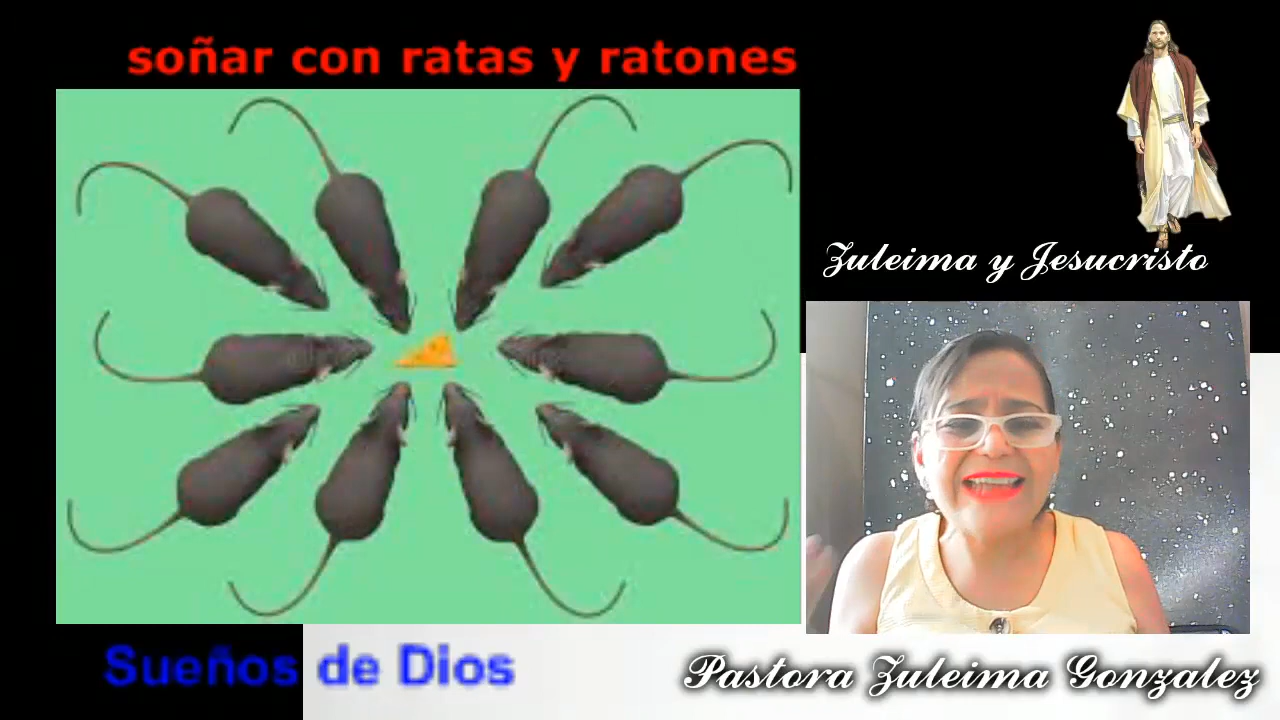 soñar con ratas y ratones
Zuleima y Jesucristo
Sueños de Dios
Pastora Zuleima Gonzalez